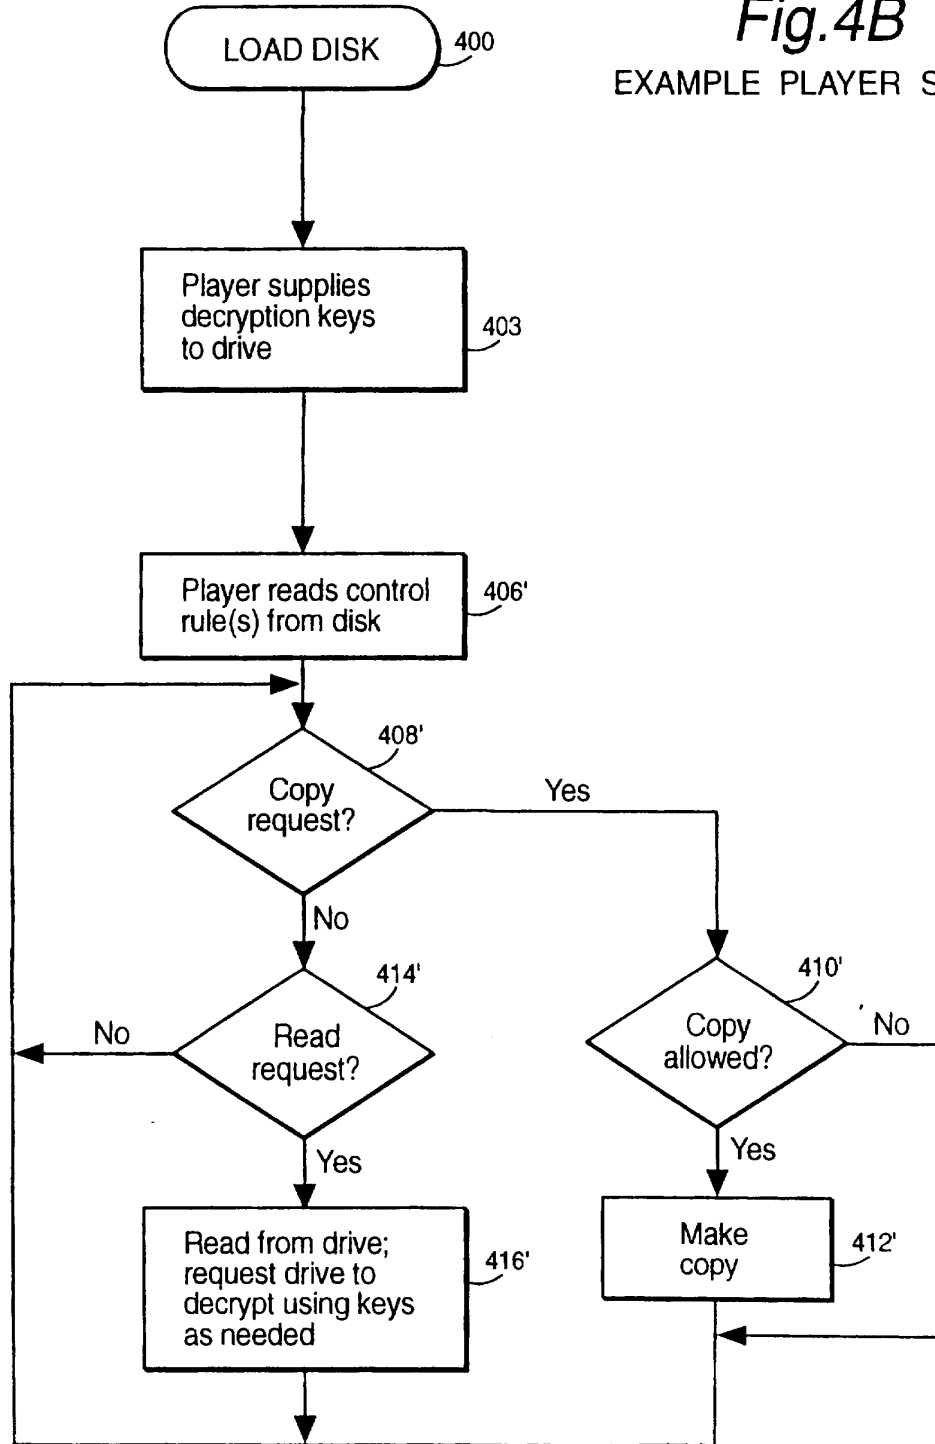 Fig.4B
EXAMPLE PLAYER S
LOAD DISK
400
Player supplies
decryption keys
to drive
403
Player reads control
rule(s) from disk
406'
Copy
request?
408'
Yes
No
Read
request?
414'
No
Yes
Copy
allowed?
410'
No
Yes
Read from drive;
request drive to
decrypt using keys
as needed
416'
Make
copy
412'